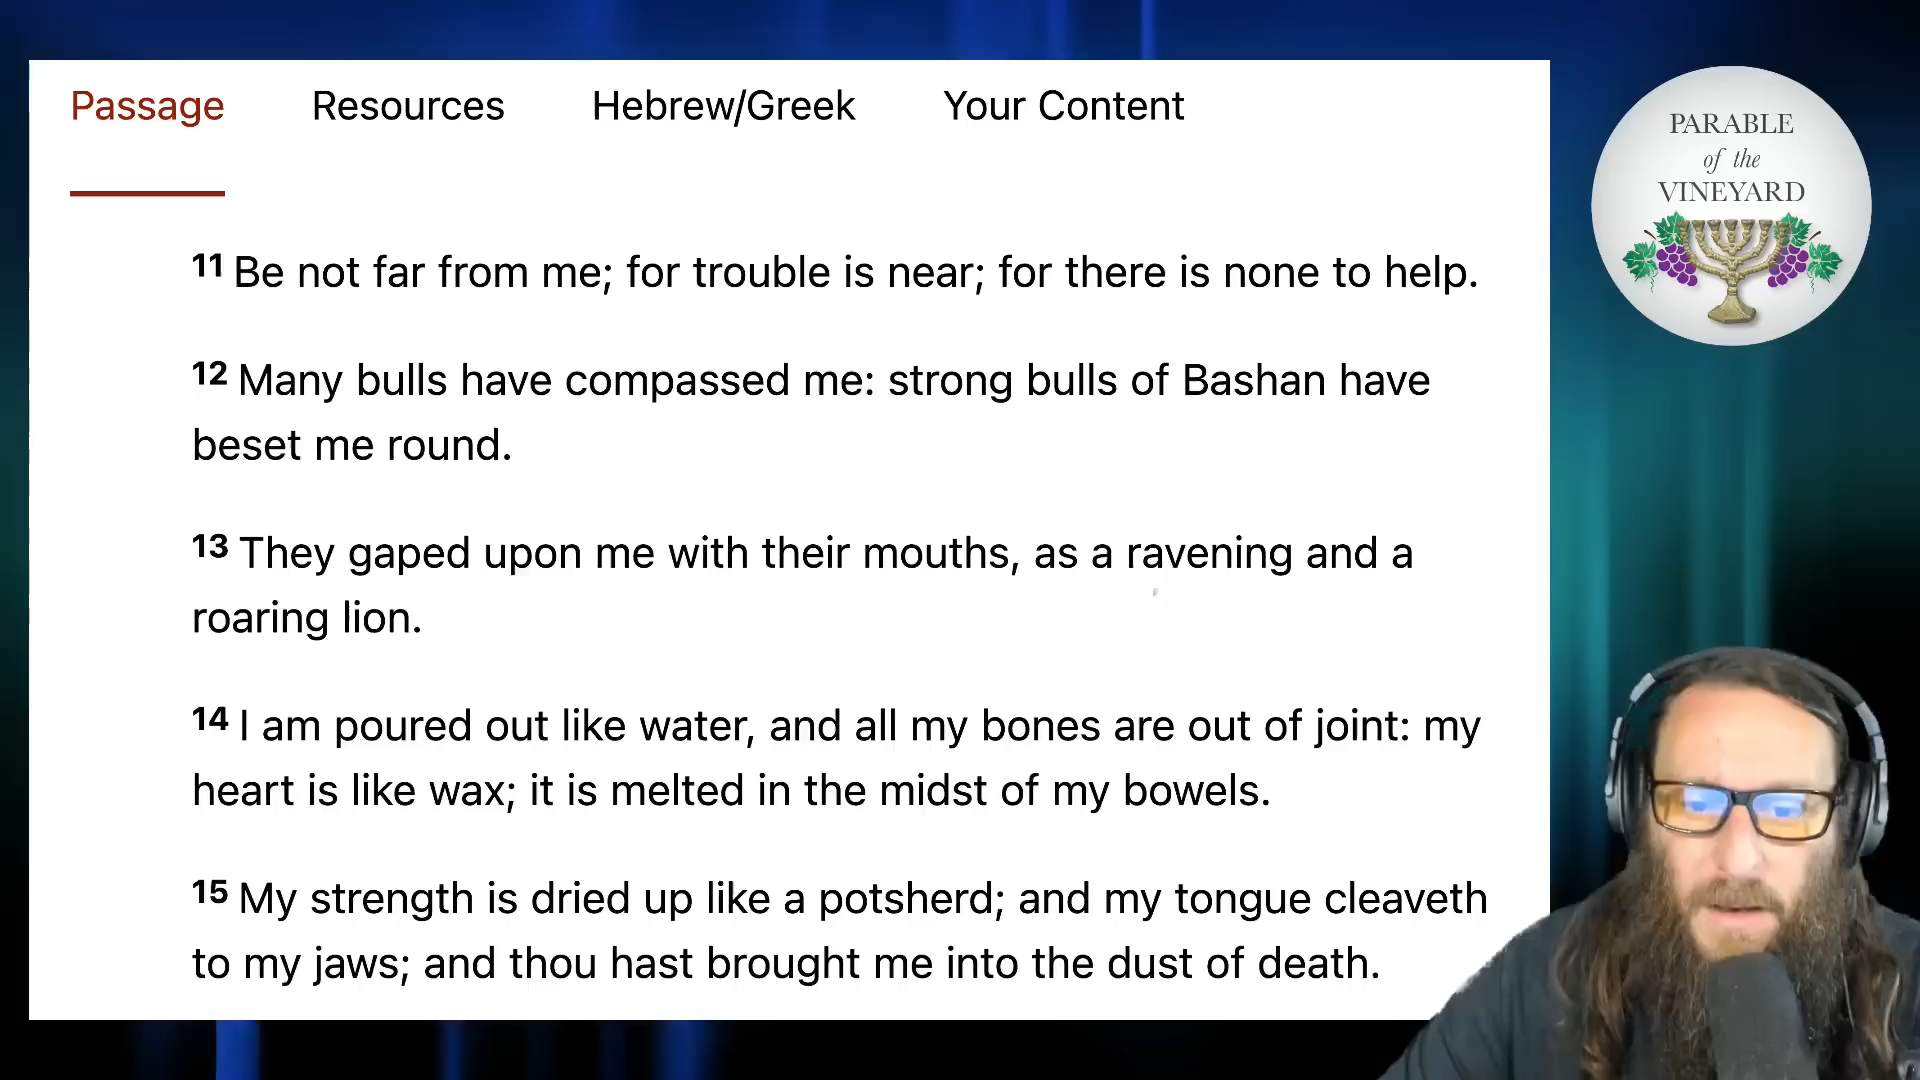 Passage Resources Hebrew/Greek Your Content
PARABLE
of the
VINEYARD
11 Be not far from me; for trouble is near; for there is none to help.
12 Many bulls have compassed me: strong bulls of Bashan have
beset me round.
13 They gaped upon me with their mouths, as a ravening and a
roaring lion.
14 I am poured out like water, and all my bones are out of joint: my
heart is like wax; it is melted in the midst of my bowels.
15 My strength is dried up like a potsherd; and my tongue cleaveth
to my jaws; and thou hast brought me into the dust of death.